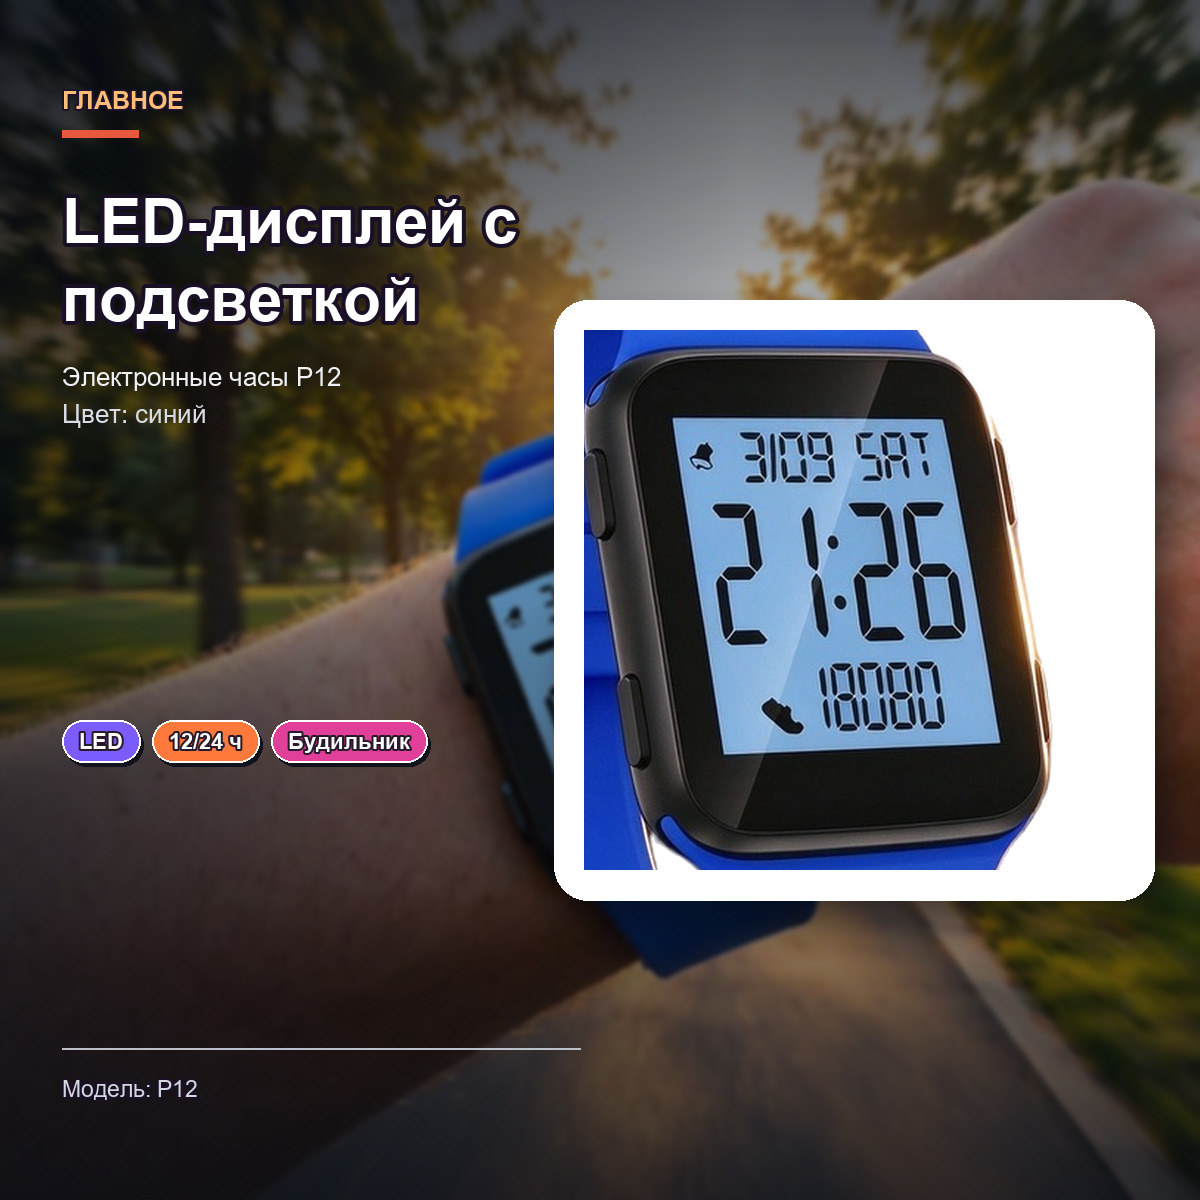 ГЛАВНОЕ
LED-дисплей с
подсветкой
Электронные часы P12
Цвет: синий
3109 SAT
21:26
18080
LED
12/24 ч
Будильник
Модель: P12